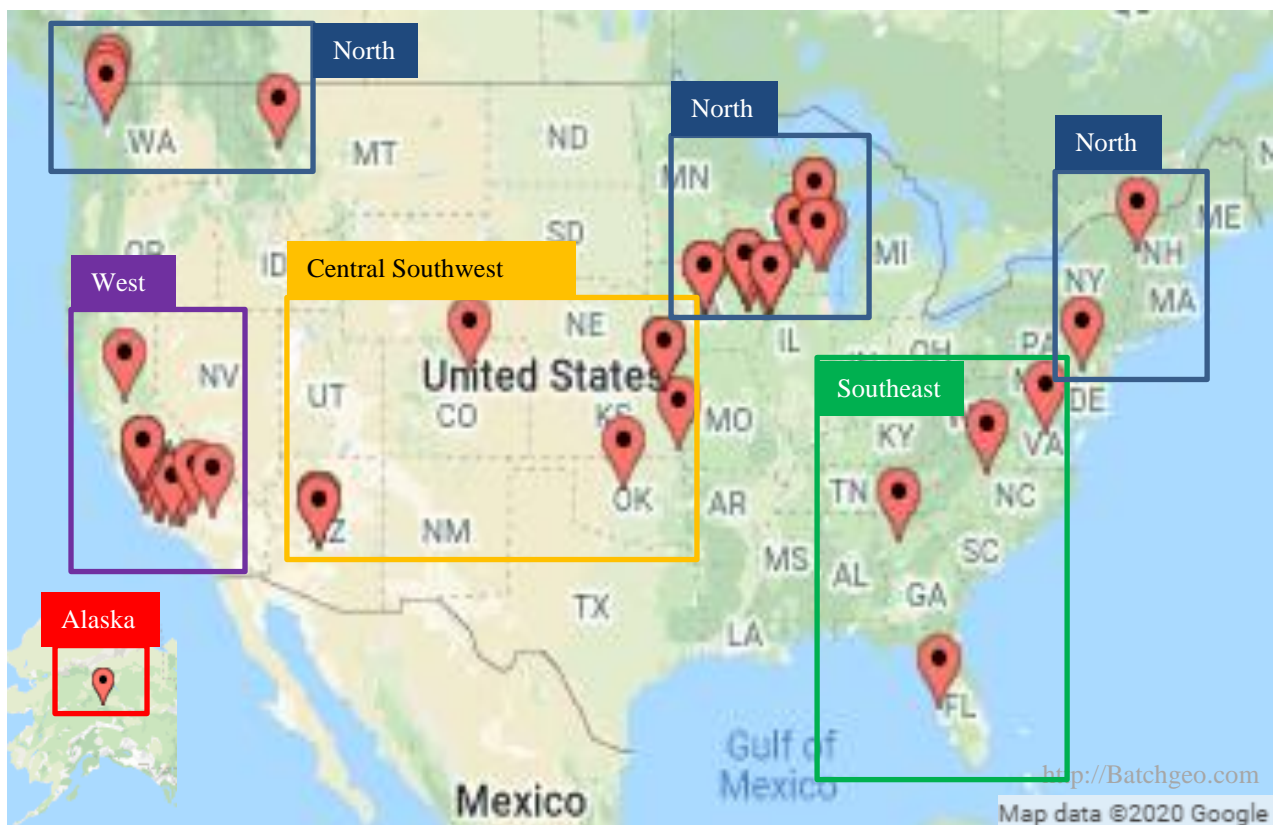 North
North
North
.WA
MT
ND
MN
ME
OR
ID
SD
MI
NH
West
Central Southwest
NY
MA
NE
IL
OH
PA
NV
United States
UT
CO
KS
MO
Southeast
DE
KY
VA
OK
AR
TN
NC
NM
MS
AL
SC
GA
TX
LA
Alaska
FL
Gulf of
Mexico
http://Batchgeo.com
Mexico
Map data ©2020 Google